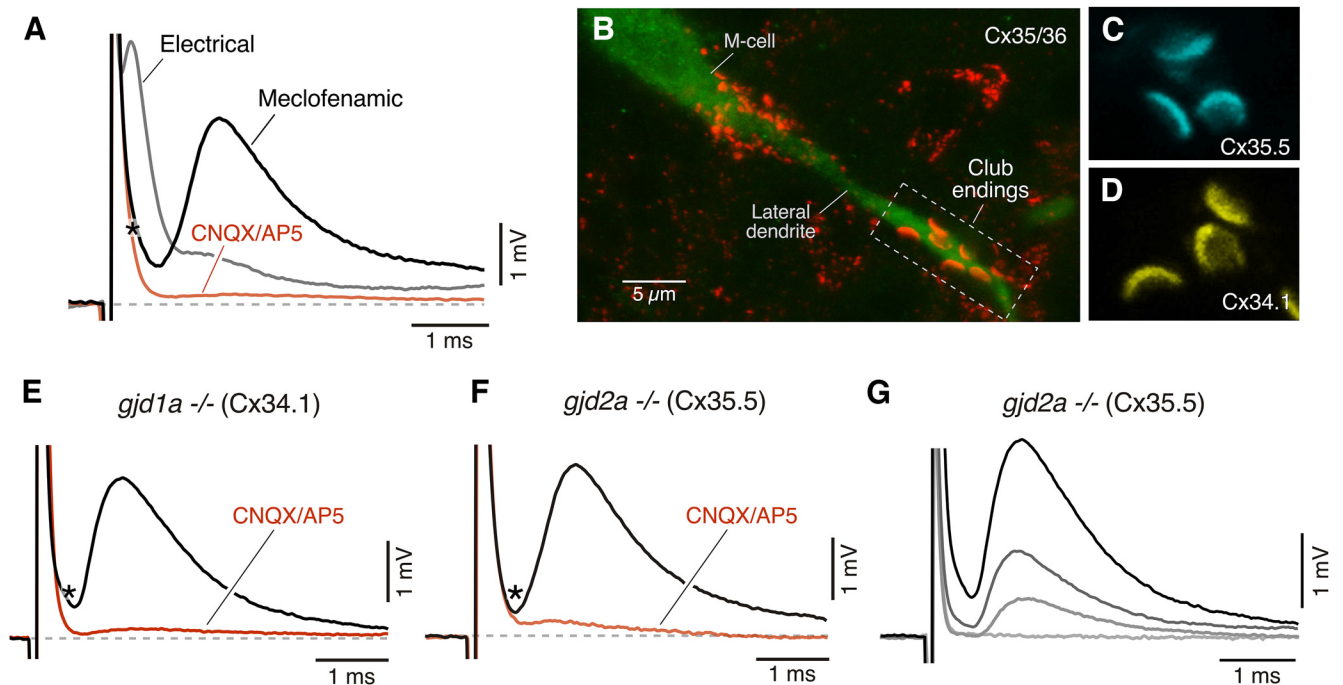 A
Electrical
Meclofenamic
*
CNQX/AP5
1 mV
1 ms
B
M-cell
Cx35/36
Club
endings
Lateral
dendrite
5 µm
C
Cx35.5
D
Cx34.1
E
gjd1a -/- (Cx34.1)
CNQX/AP5
*
1 mV
1 ms
F
gjd2a -/- (Cx35.5)
CNQX/AP5
*
1 mV
1 ms
G
gjd2a -/- (Cx35.5)
1 mV
1 ms